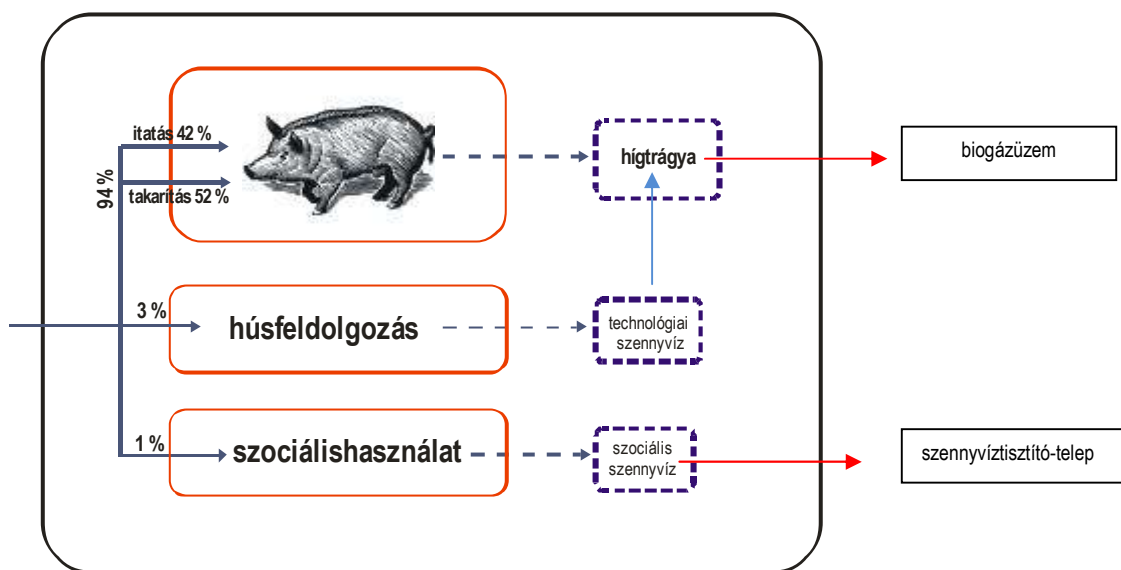 itatás 42 %
94 %
takarítás 52 %
hígtrágya
biogázüzem
3 %
húsfeldolgozás
technológiai
szennyvíz
1 %
szociálishasználat
szociális
szennyvíz
szennyvíztisztító-telep